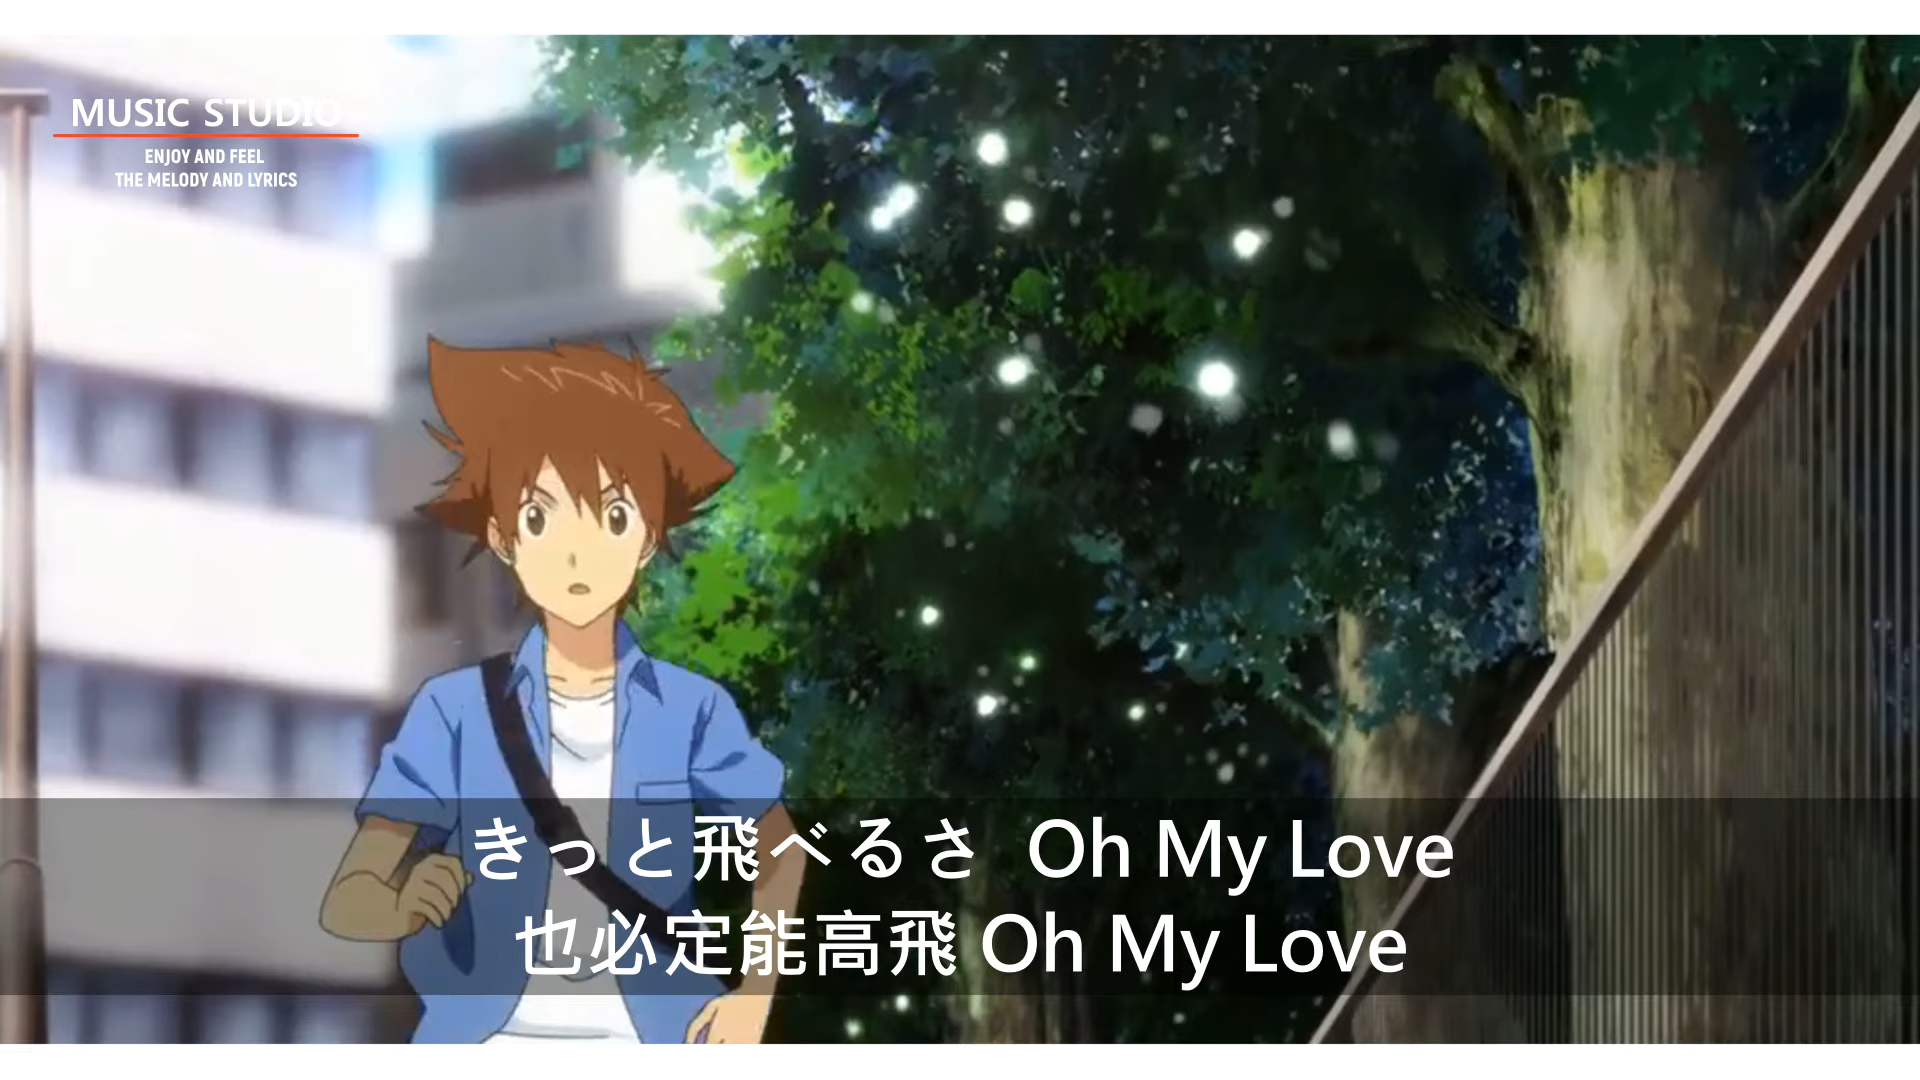 MUSIC STUDIO
ENJOY AND FEEL
THE MELODY AND LYRICS
きっと飛べるさ Oh My Love
也必定能高飛 Oh My Love